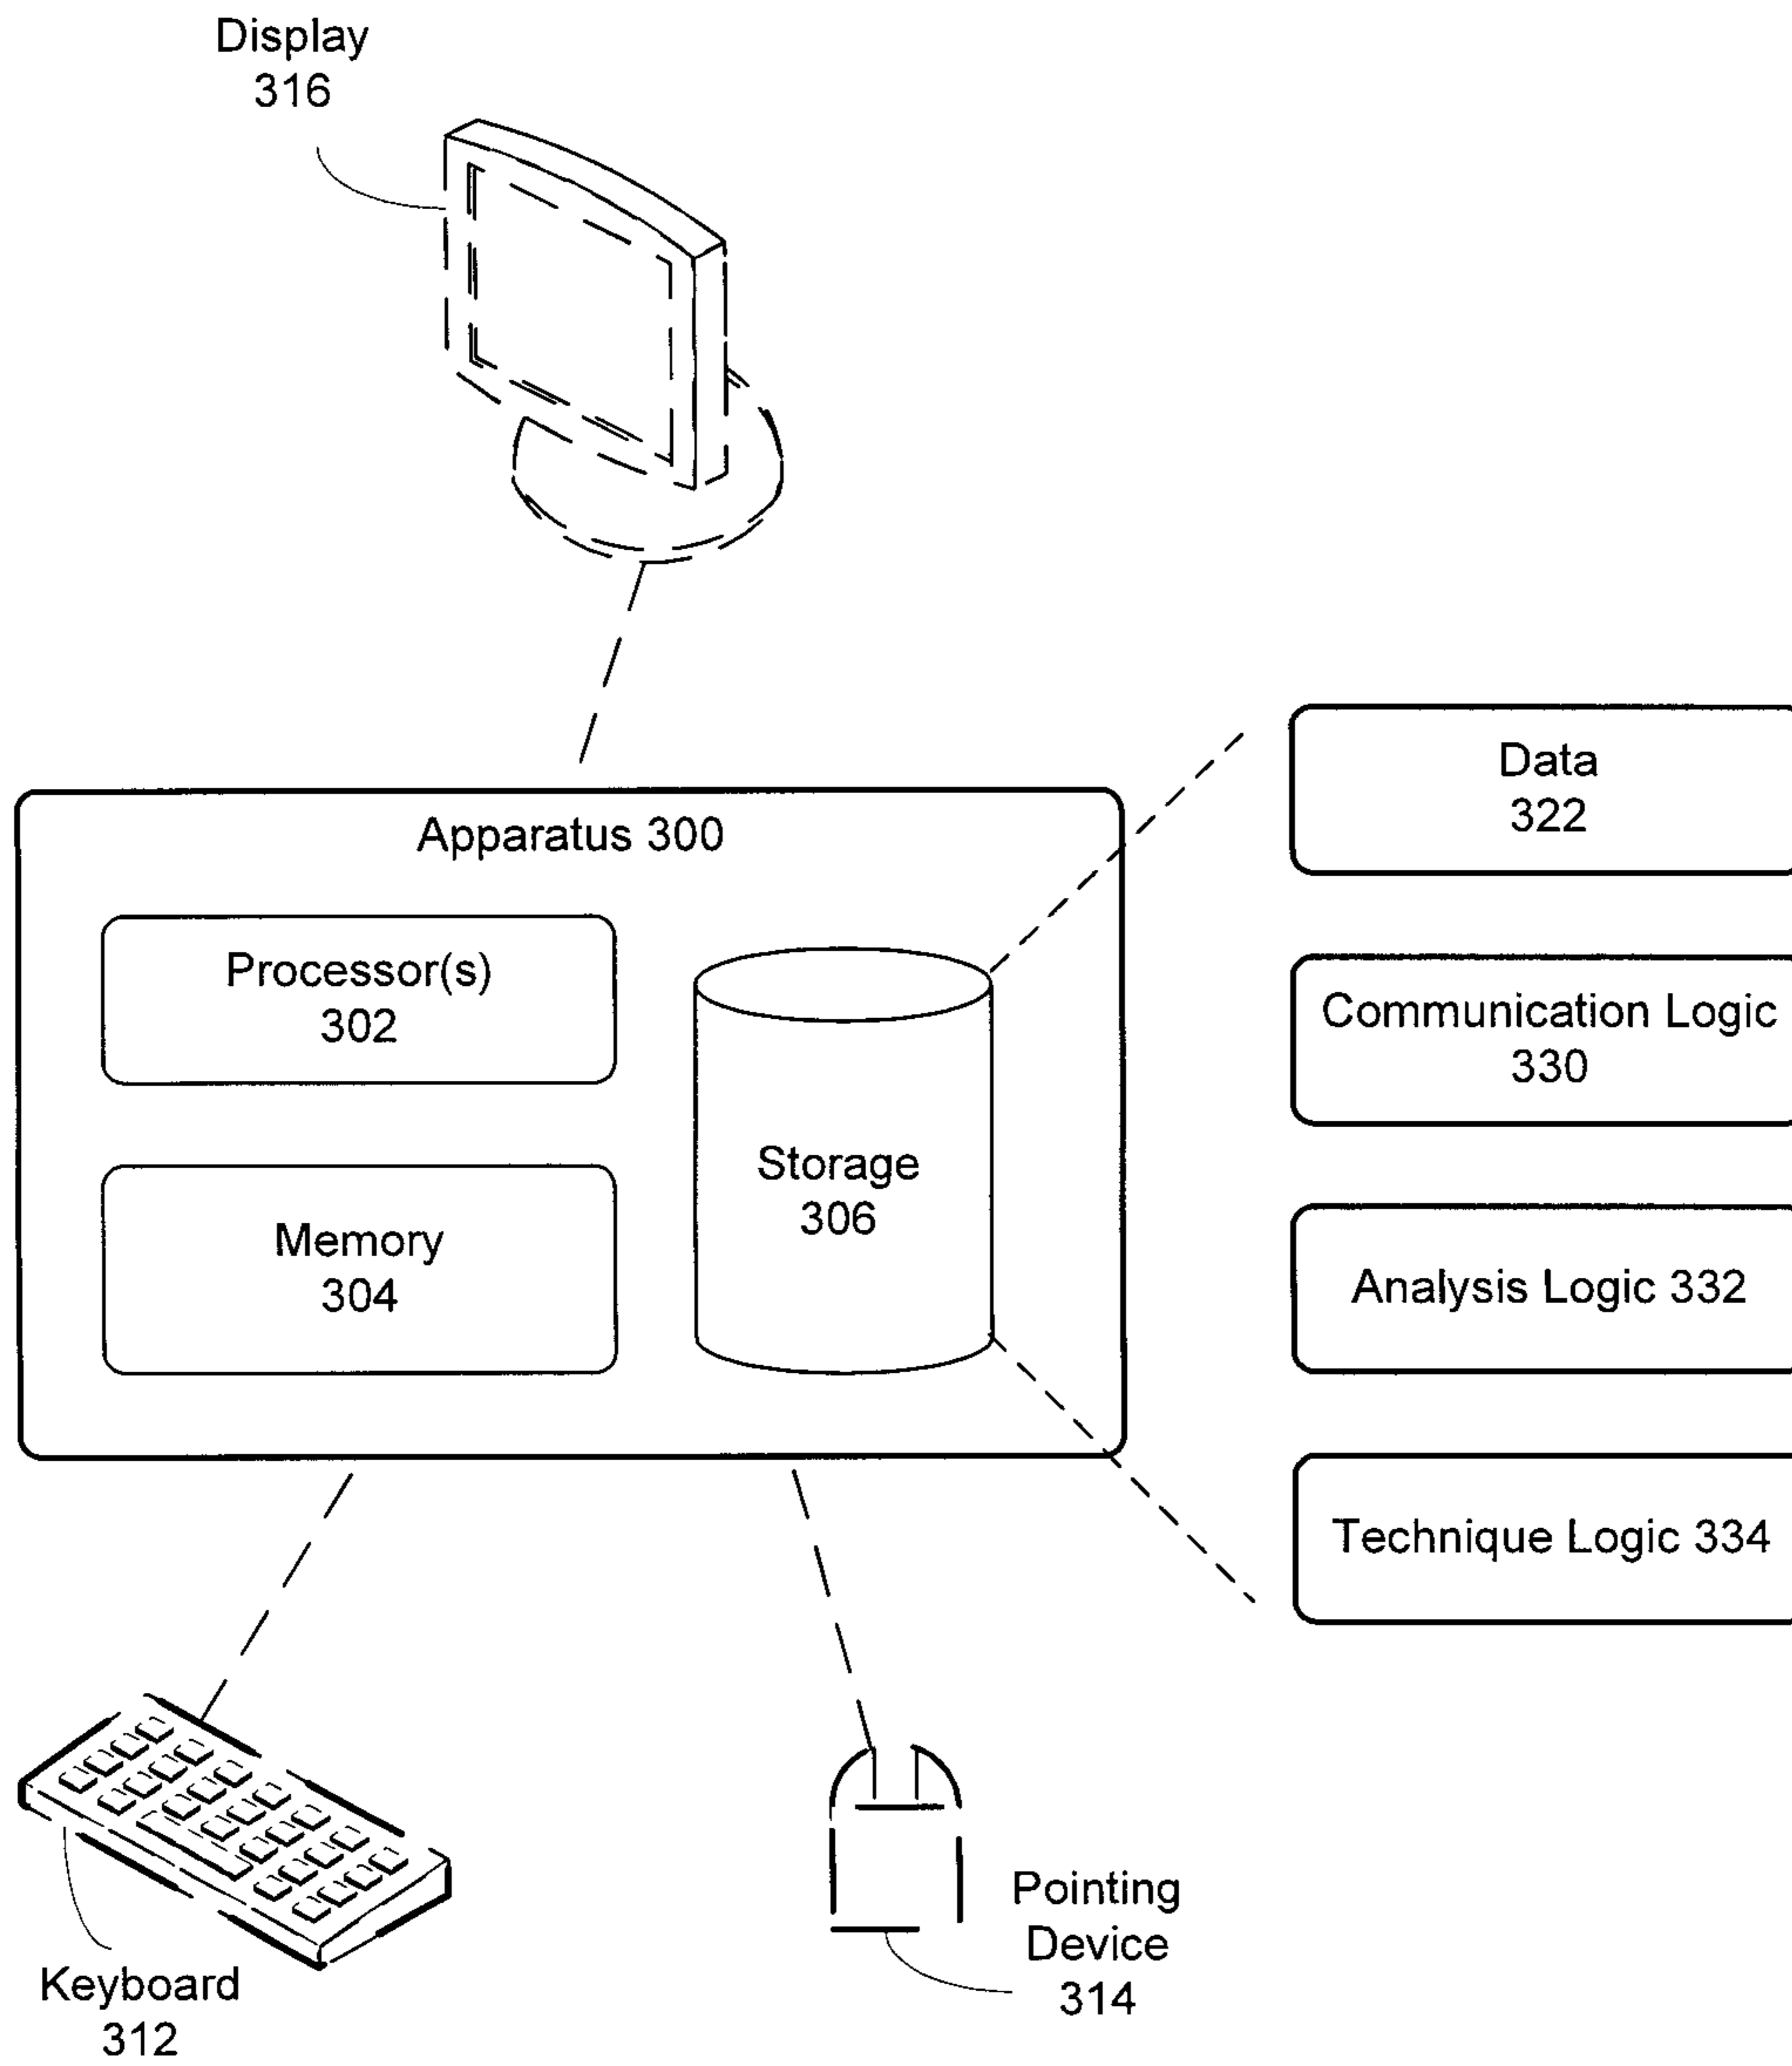 Display
316
Apparatus 300
Processor(s)
302
Memory
304
Storage
306
Data
322
Communication Logic
330
Analysis Logic 332
Technique Logic 334
Keyboard
312
Pointing
Device
314